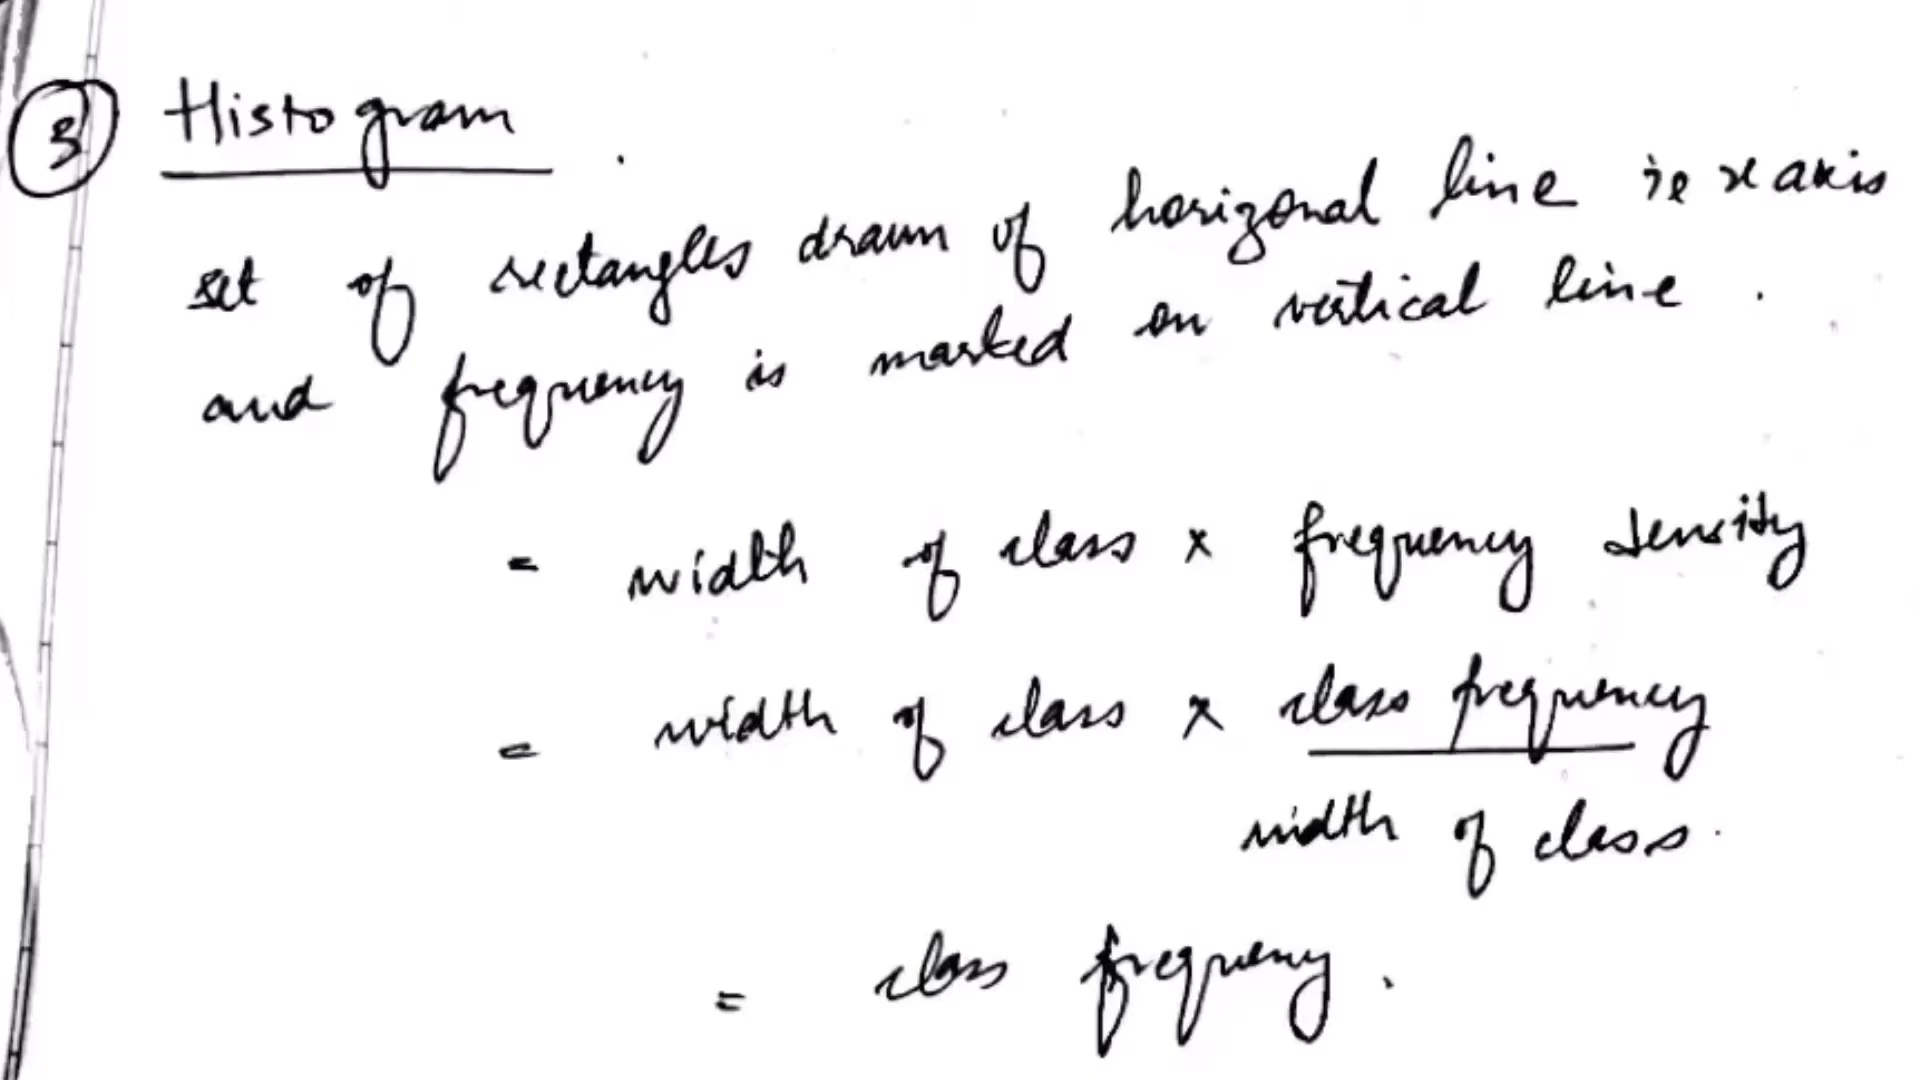 ③ Histogram
set of rectangles drawn of horizonal line ie x axis
and frequency is marked on vertical line.
= width of class × frequency density
= width of class × class frequency
width of class.
= class frequency.